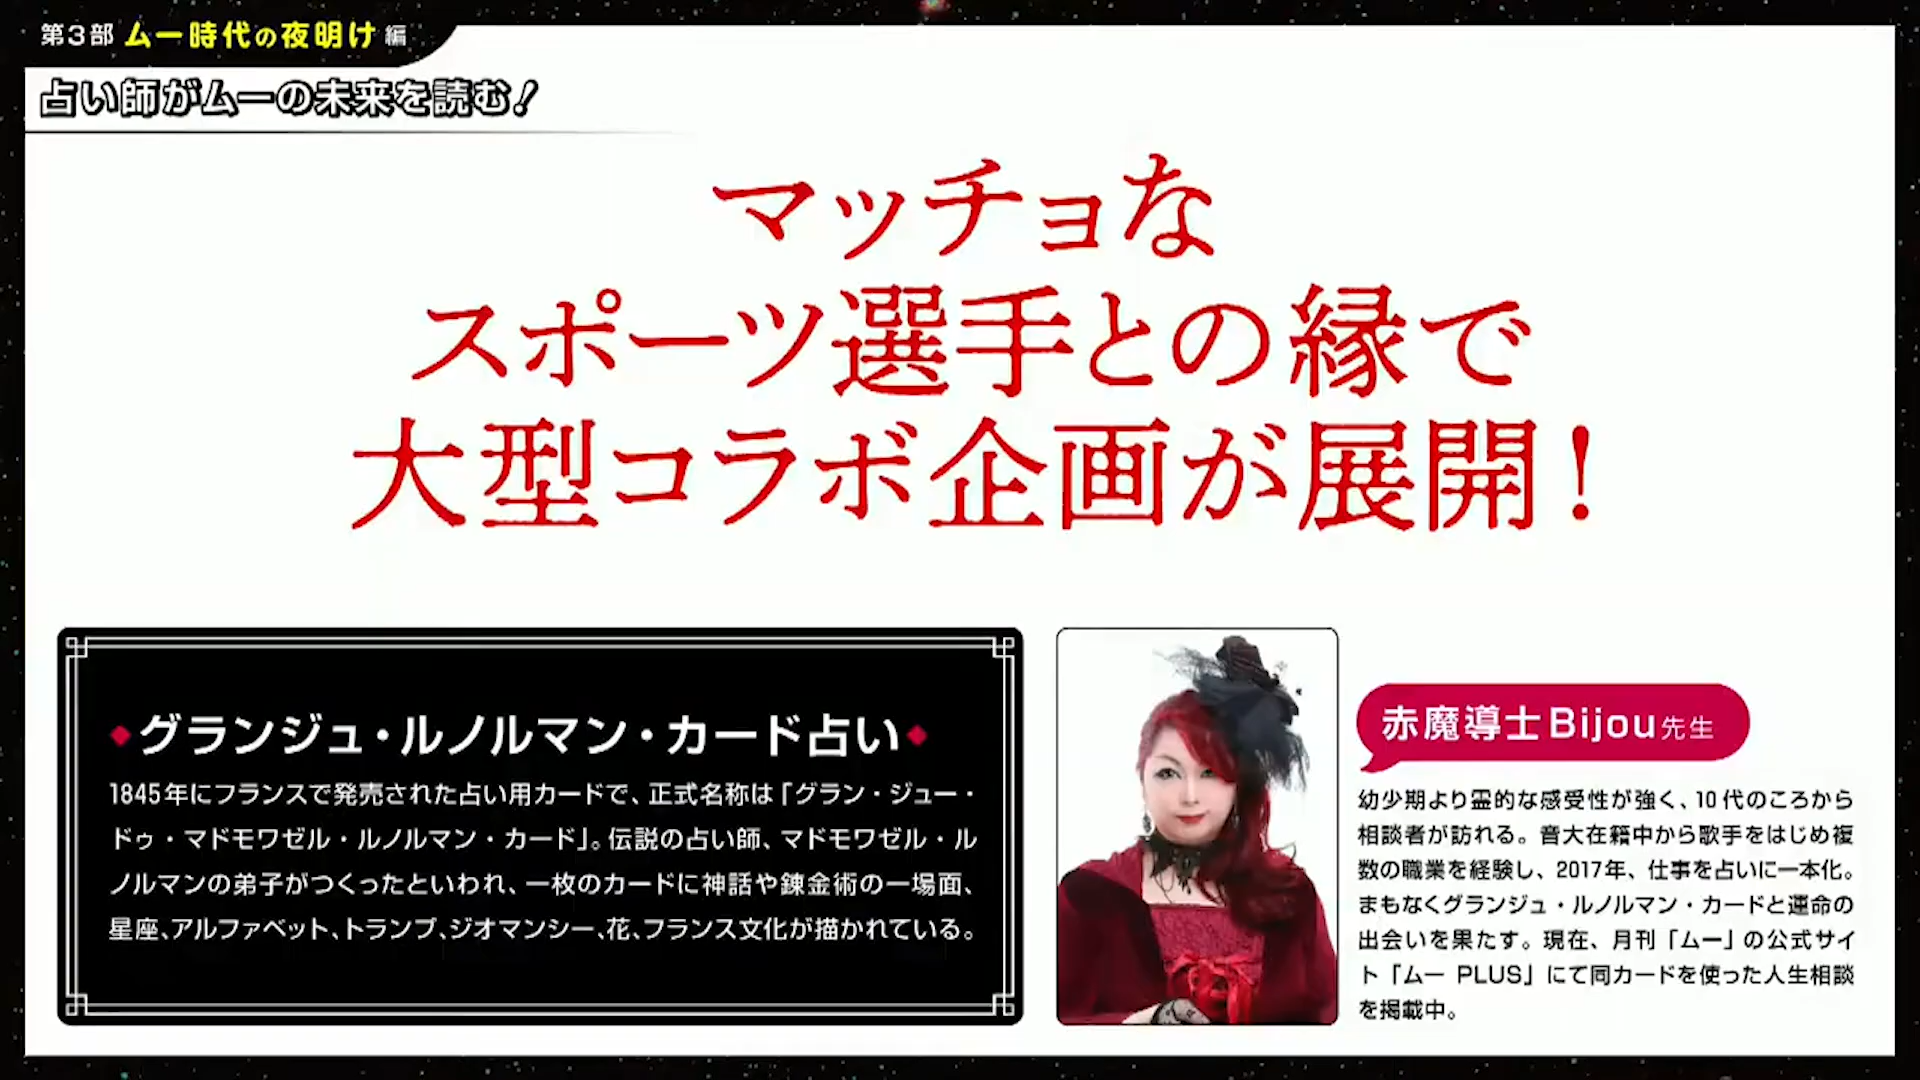 第3部 ムー時代の夜明け 編
占い師がムーの未来を読む!
マッチョな
スポーツ選手との縁で
大型コラボ企画が展開!
◆グランジュ・ルノルマン・カード占い◆
1845年にフランスで発売された占い用カードで、正式名称は「グラン・ジュー・
ドゥ・マドモワゼル・ルノルマン・カード」。伝説の占い師、マドモワゼル・ル
ノルマンの弟子がつくったといわれ、一枚のカードに神話や錬金術の一場面、
星座、アルファベット、トランプ、ジオマンシー、花、フランス文化が描かれている。
赤魔導士Bijou先生
幼少期より霊的な感受性が強く、10代のころから
相談者が訪れる。音大在籍中から歌手をはじめ複
数の職業を経験し、2017年、仕事を占いに一本化。
まもなくグランジュ・ルノルマン・カードと運命の
出会いを果たす。現在、月刊「ムー」の公式サイ
ト「ムー PLUS」にて同カードを使った人生相談
を掲載中。